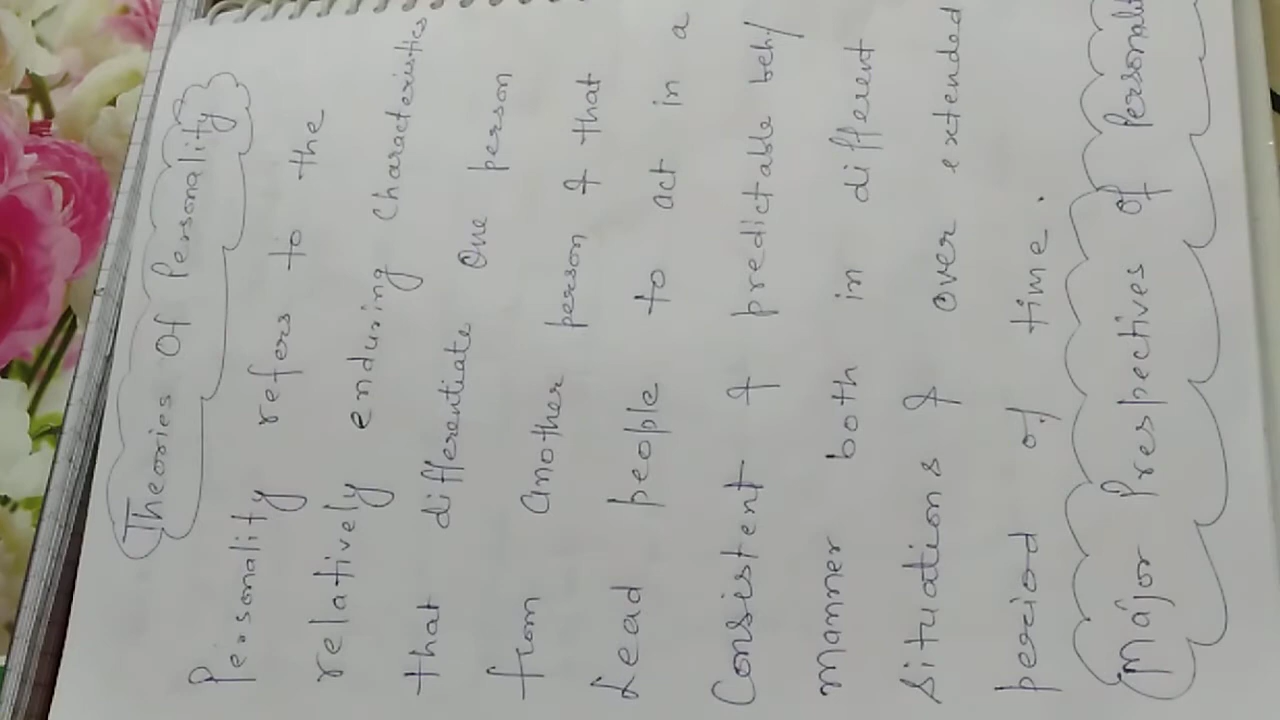 Theories Of Personality
Personality refers to the
relatively enduring Characteristics
that differentiate One person
from another person & that
Lead people to act in a
Consistent & predictable
manner both in different
Situations & over extended
period of time.
Major Prespectives of Personality